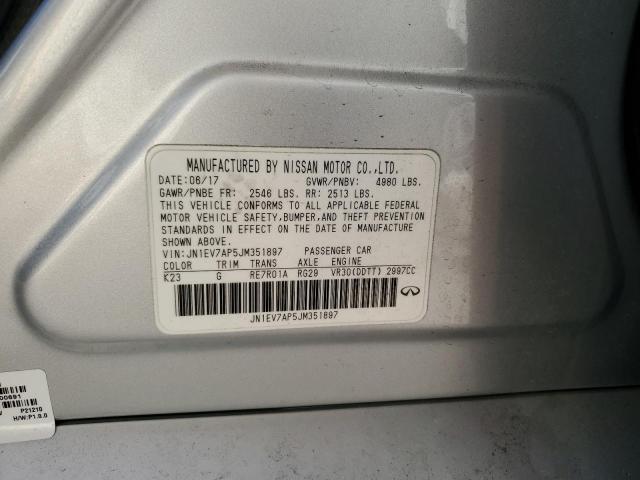 MANUFACTURED BY NISSAN MOTOR CO.,LTD.
DATE:06/17 GVWR/PNBV: 4980 LBS.
GAWR/PNBE FR: 2546 LBS. RR: 2513 LBS.
THIS VEHICLE CONFORMS TO ALL APPLICABLE FEDERAL
MOTOR VEHICLE SAFETY,BUMPER,AND THEFT PREVENTION
STANDARDS IN EFFECT ON THE DATE OF MANUFACTURE
SHOWN ABOVE.
VIN:JN1EV7AP5JM351897 PASSENGER CAR
COLOR TRIM TRANS AXLE ENGINE
K23 G RE7R01A RG29 VR30(DDTT) 2997CC
JN1EV7AP5JM351897
P21210
H/W:P1.0.0